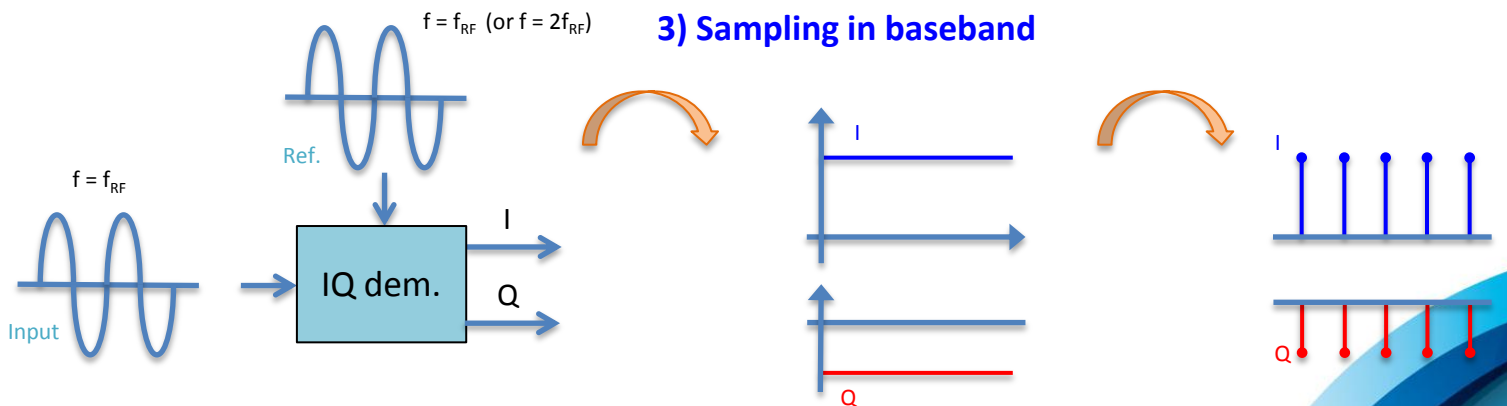 f = f_RF (or f = 2f_RF)
3) Sampling in baseband
Ref.
f = f_RF
Input
IQ dem.
I
Q
I
Q
I
Q